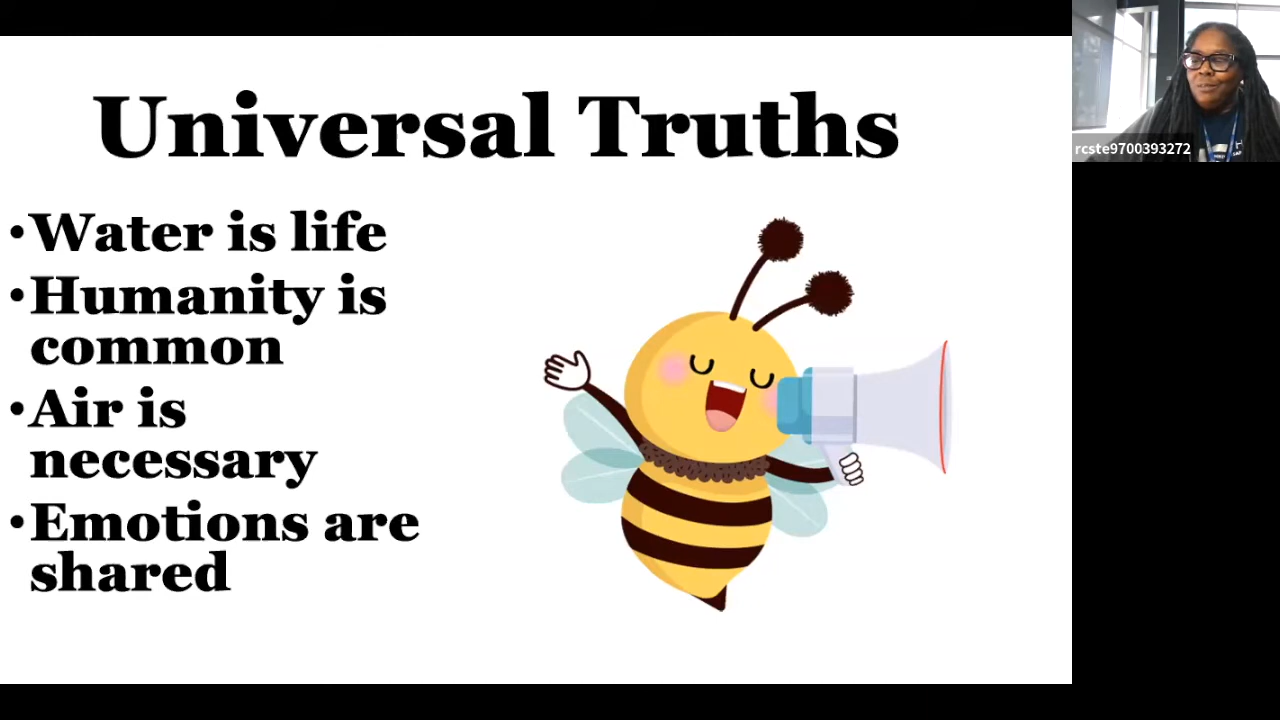 Universal Truths
•Water is life
•Humanity is
common
•Air is
necessary
•Emotions are
shared
rcste9700393272